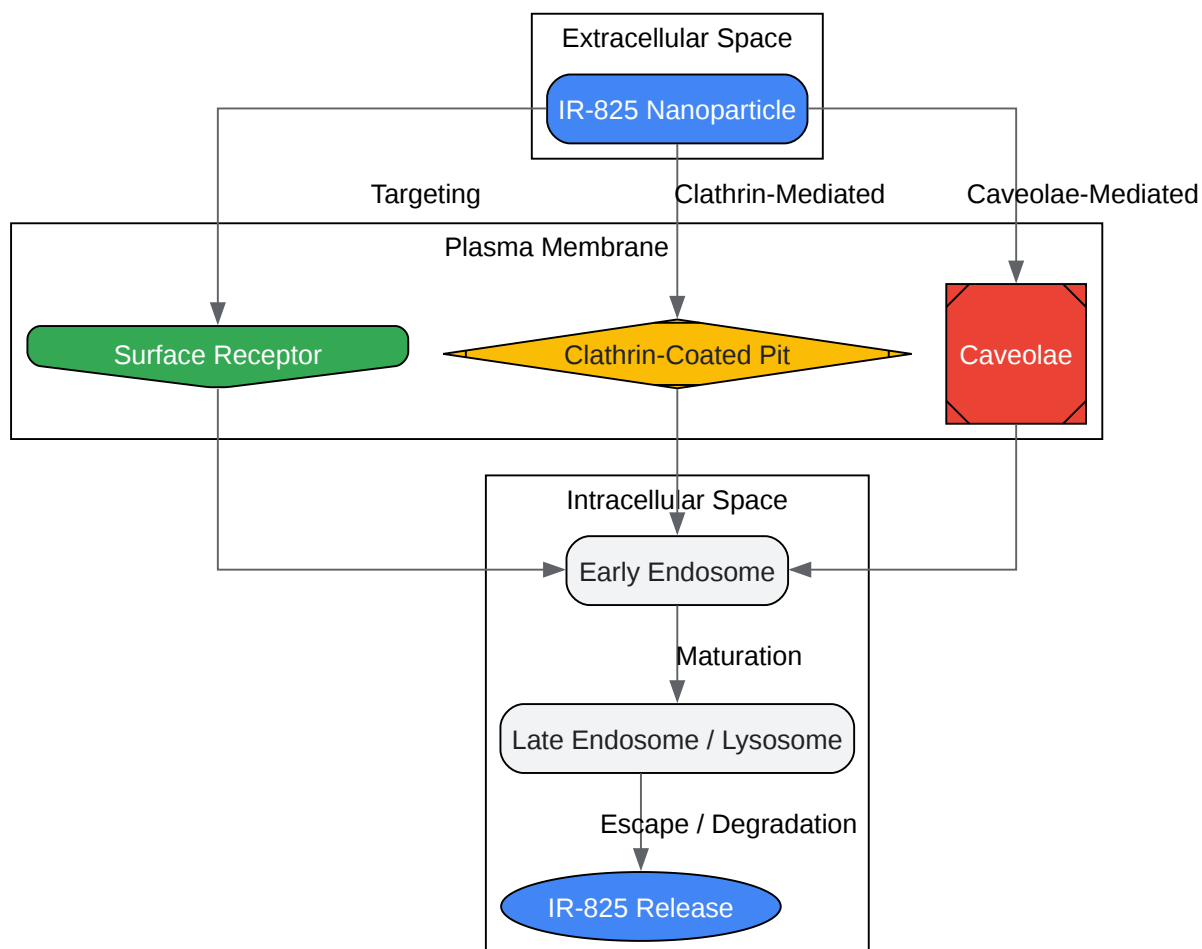 Extracellular Space
IR-825 Nanoparticle
Targeting
Clathrin-Mediated
Caveolae-Mediated
Plasma Membrane
Surface Receptor
Clathrin-Coated Pit
Caveolae
Intracellular Space
Early Endosome
Maturation
Late Endosome / Lysosome
Escape / Degradation
IR-825 Release